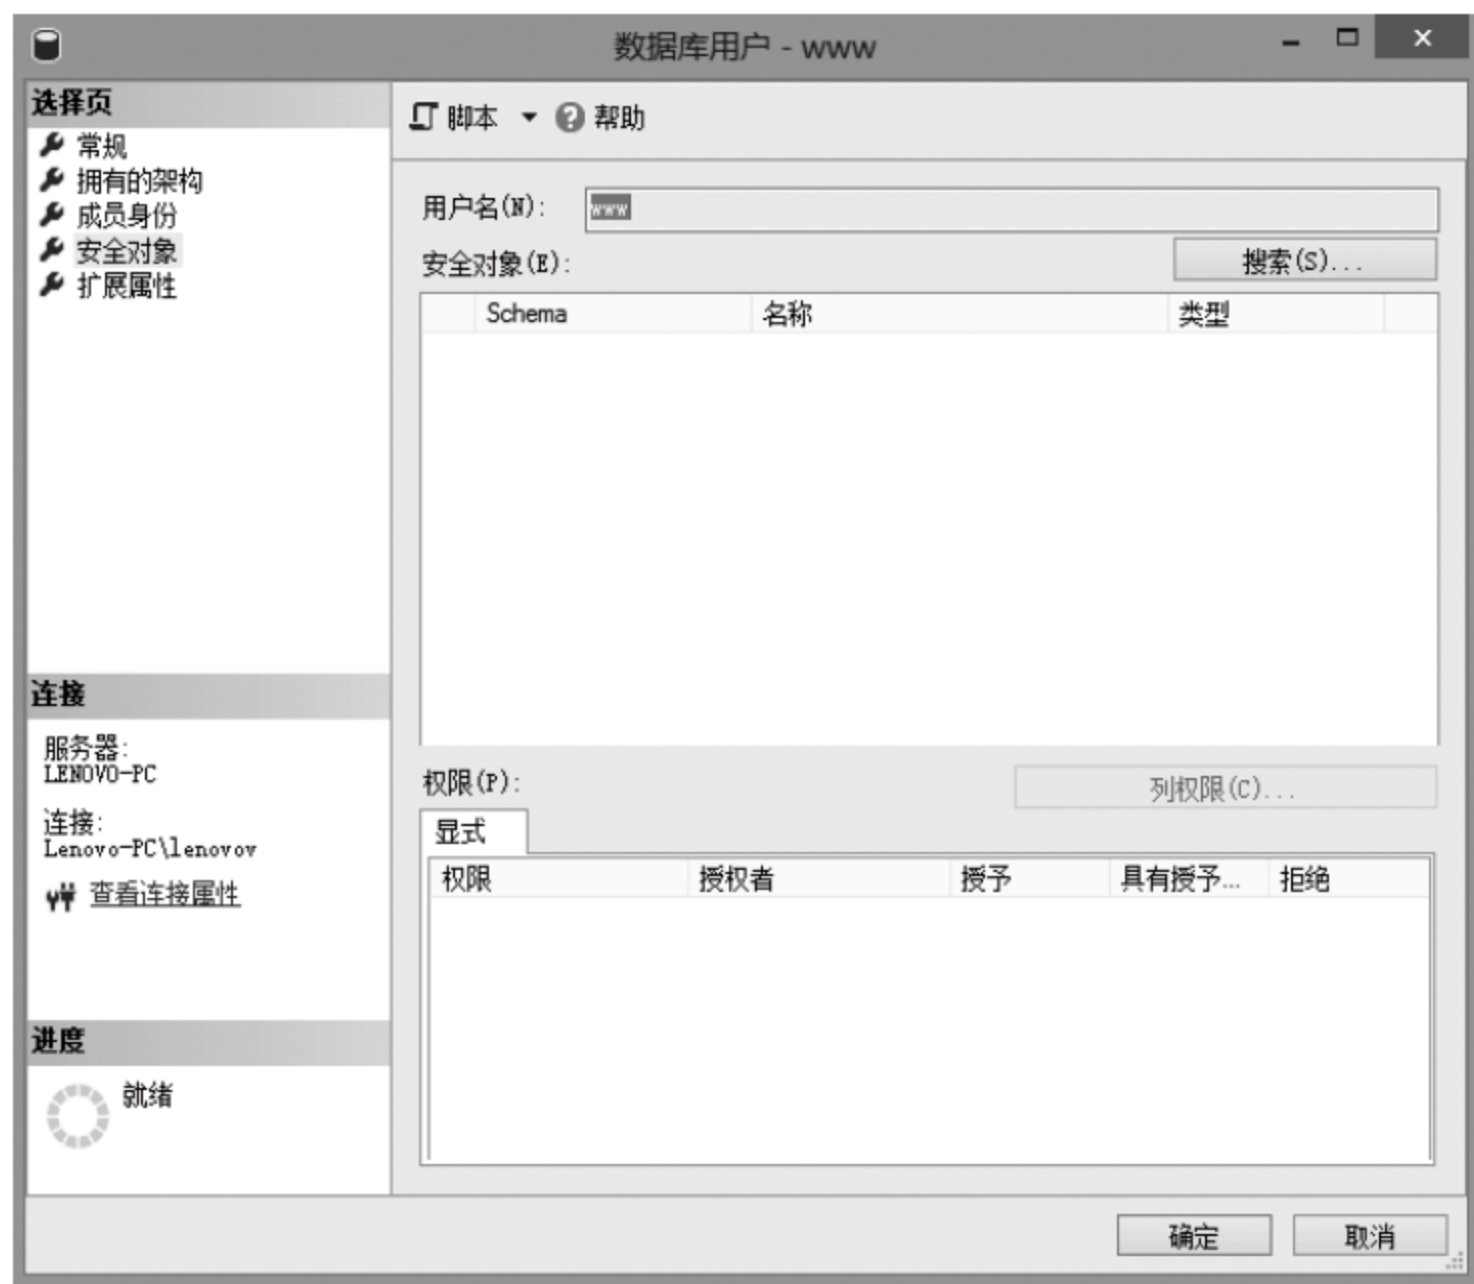 数据库用户 - www
选择页
常规
拥有的架构
成员身份
安全对象
扩展属性
脚本 帮助
用户名(N): www
安全对象(E):
搜索(S)...
Schema 名称 类型
连接
服务器:
LENOVO-PC
连接:
Lenovo-PC\lenovov
查看连接属性
进度
就绪
权限(P):
列权限(C)...
显式
权限 授权者 授予 具有授予... 拒绝
确定 取消